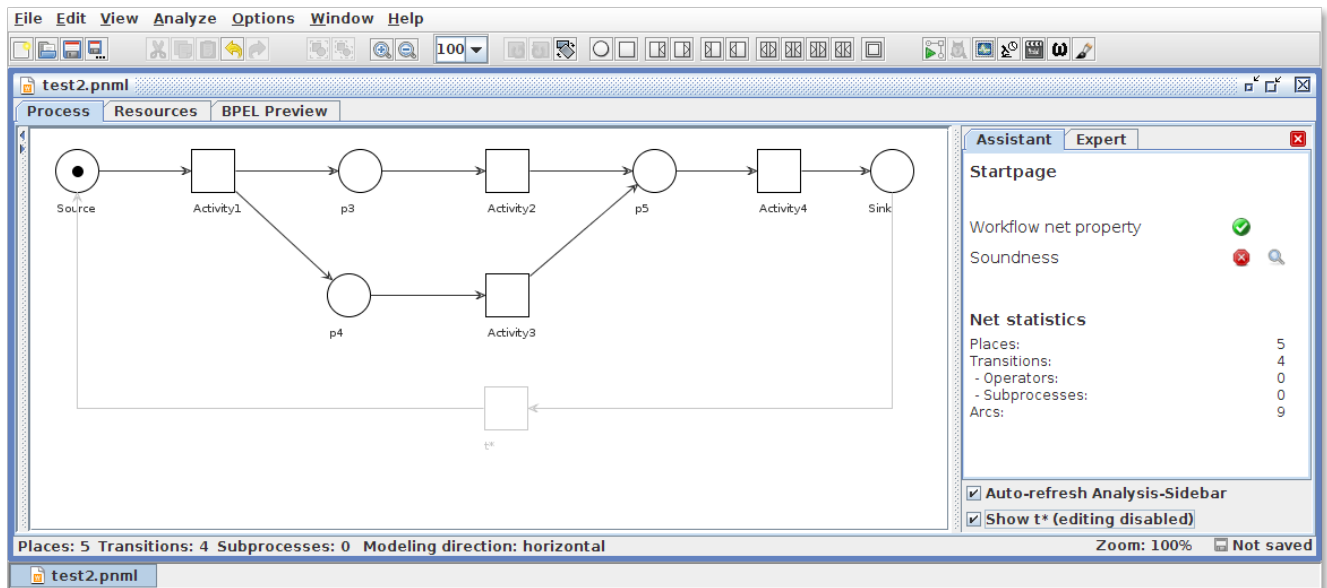 File Edit View Analyze Options Window Help
100
ω
test2.pnml
Process Resources BPEL Preview
Assistant Expert
Startpage
Source Activity1 p3 Activity2 p5 Activity4 Sink
Workflow net property
Soundness
p4 Activity3
t*
Net statistics
Places: 5
Transitions: 4
- Operators: 0
- Subprocesses: 0
Arcs: 9
Auto-refresh Analysis-Sidebar
Show t* (editing disabled)
Places: 5 Transitions: 4 Subprocesses: 0 Modeling direction: horizontal Zoom: 100% Not saved
test2.pnml